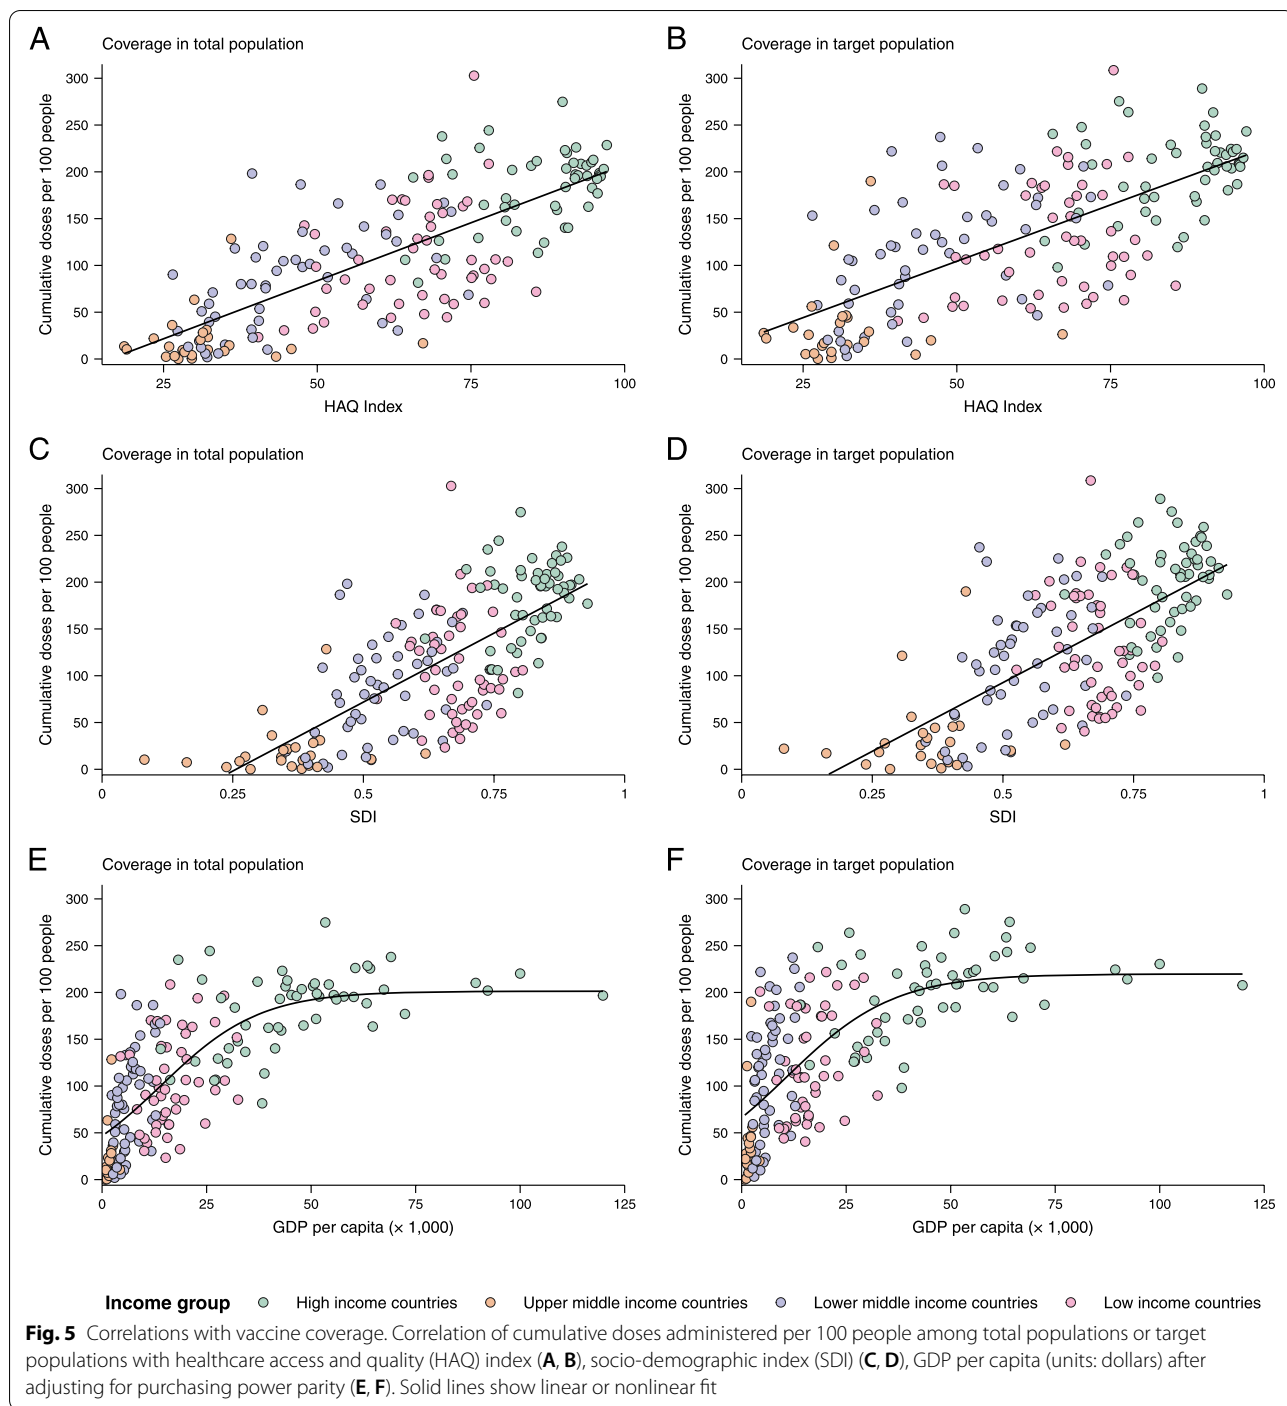 A
Coverage in total population
Cumulative doses per 100 people
300
250
200
150
100
50
0
25
50
75
100
HAQ Index
B
Coverage in target population
Cumulative doses per 100 people
300
250
200
150
100
50
0
25
50
75
100
HAQ Index
C
Coverage in total population
Cumulative doses per 100 people
300
250
200
150
100
50
0
0
0.25
0.5
0.75
1
SDI
D
Coverage in target population
Cumulative doses per 100 people
300
250
200
150
100
50
0
0
0.25
0.5
0.75
1
SDI
E
Coverage in total population
Cumulative doses per 100 people
300
250
200
150
100
50
0
0
25
50
75
100
125
GDP per capita (× 1,000)
F
Coverage in target population
Cumulative doses per 100 people
300
250
200
150
100
50
0
0
25
50
75
100
125
GDP per capita (× 1,000)
Income group High income countries Upper middle income countries Lower middle income countries Low income countries
Fig. 5 Correlations with vaccine coverage. Correlation of cumulative doses administered per 100 people among total populations or target
populations with healthcare access and quality (HAQ) index (A, B), socio-demographic index (SDI) (C, D), GDP per capita (units: dollars) after
adjusting for purchasing power parity (E, F). Solid lines show linear or nonlinear fit